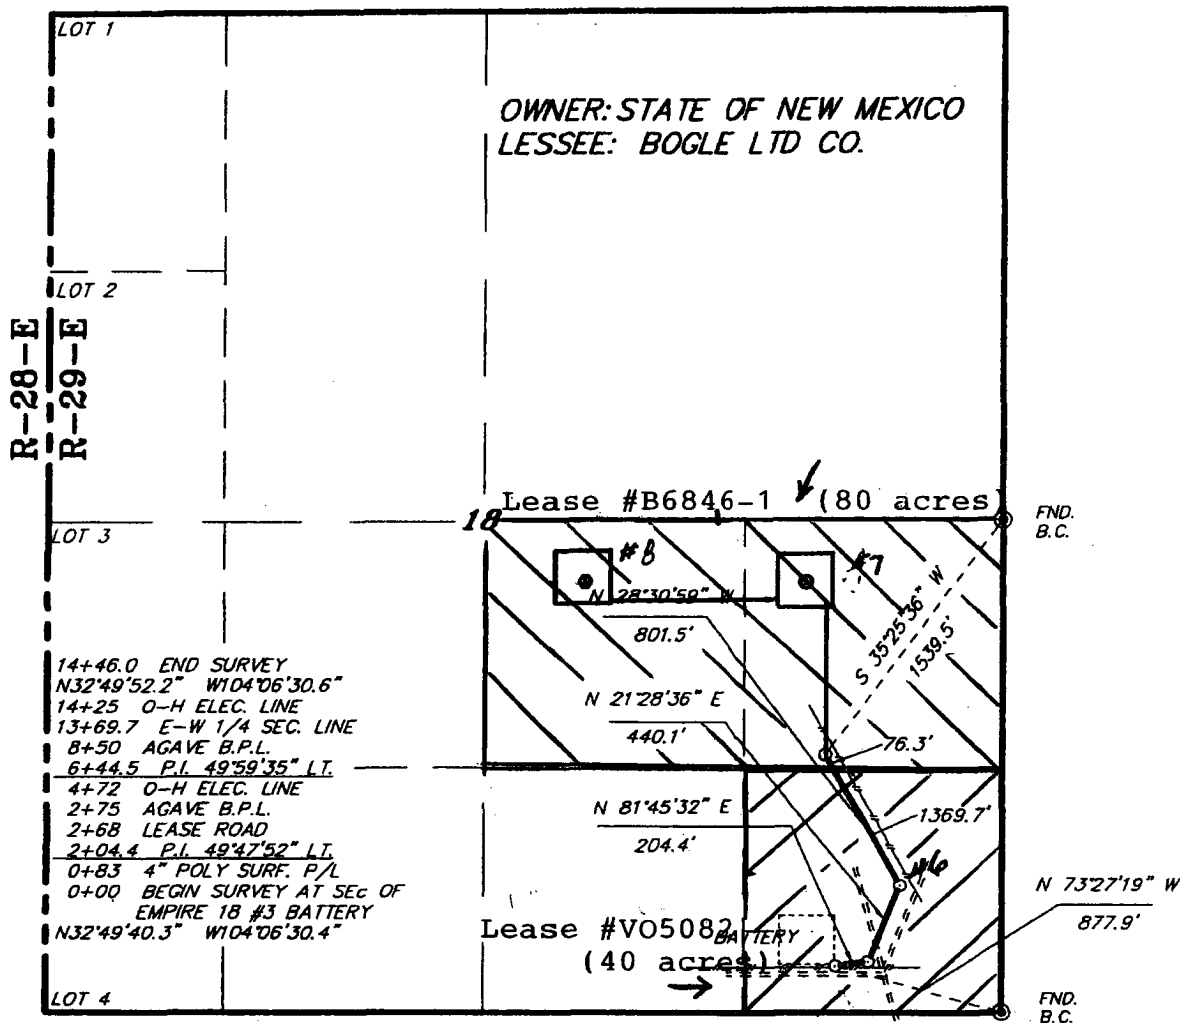 LOT 1
OWNER: STATE OF NEW MEXICO
LESSEE: BOGLE LTD CO.
LOT 2
R-28-E
R-29-E
Lease #B6846-1 (80 acres)
18
FND.
B.C.
LOT 3
#8
#7
N 28°30'59" W
801.5'
S 35°25'36" W
1539.5'
14+46.0 END SURVEY
N32°49'52.2" W104°06'30.6"
14+25 O-H ELEC. LINE
13+69.7 E-W 1/4 SEC. LINE
8+50 AGAVE B.P.L.
6+44.5 P.I. 49°59'35" LT.
4+72 O-H ELEC. LINE
2+75 AGAVE B.P.L.
2+68 LEASE ROAD
2+04.4 P.I. 49°47'52" LT.
0+83 4" POLY SURF. P/L
0+00 BEGIN SURVEY AT SEc OF
EMPIRE 18 #3 BATTERY
N32°49'40.3" W104°06'30.4"
N 21°28'36" E
440.1'
76.3'
N 81°45'32" E
204.4'
1369.7'
#6
N 73°27'19" W
877.9'
Lease #VO5082
(40 acres)
BATTERY
LOT 4
FND.
B.C.